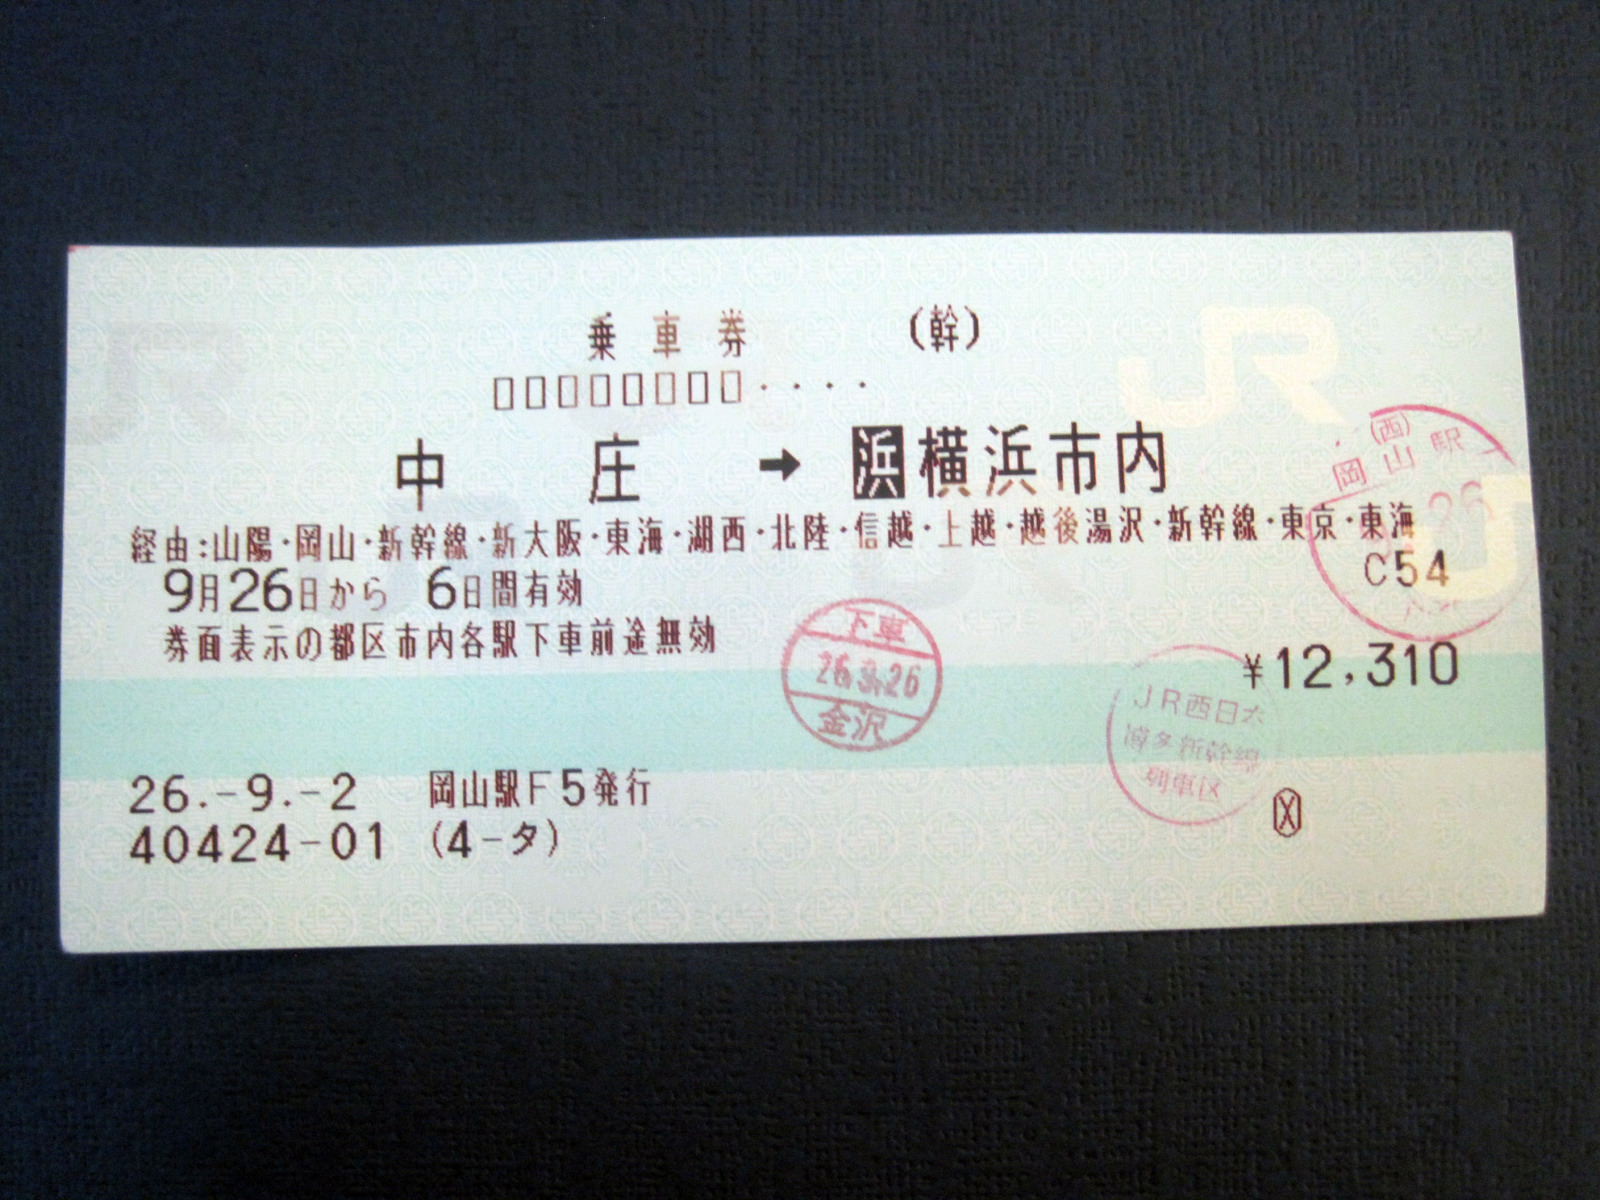 乗車券 (幹)
□□□□□□□□・・・・
中庄 → 浜横浜市内
経由:山陽・岡山・新幹線・新大阪・東海・湖西・北陸・信越・上越・越後湯沢・新幹線・東京・東海
9月26日から 6日間有効
C54
券面表示の都区市内各駅下車前途無効
¥12,310
26.-9.-2 岡山駅F5発行
40424-01 (4-タ)
(西)
岡山駅
下車
26.9.26
金沢
JR西日本
博多新幹線
列車区
JR